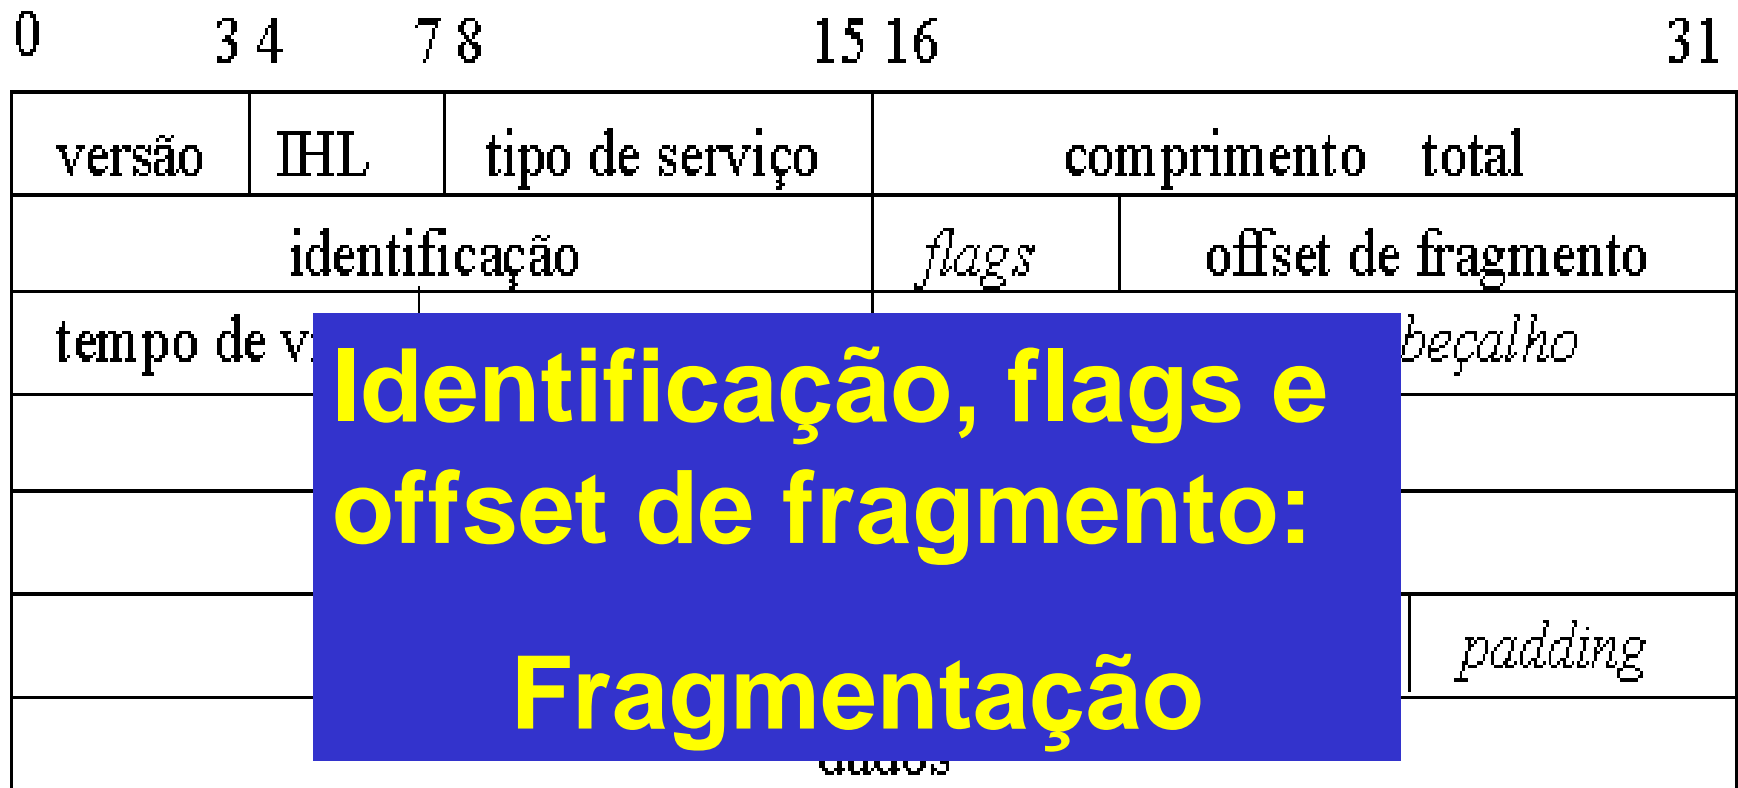 0 3 4 7 8 15 16 31
versão IHL tipo de serviço comprimento total
identificação flags offset de fragmento
tempo de
Identificação, flags e
offset de fragmento:
Fragmentação
padding